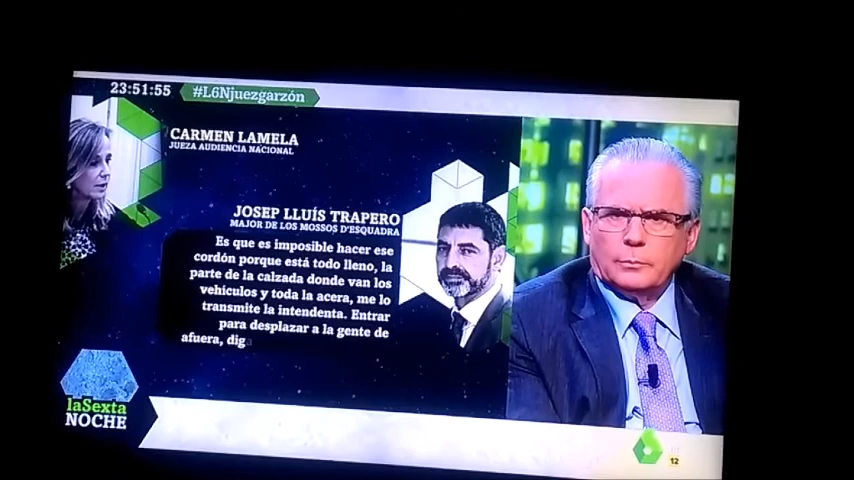 23:51:55
#L6Njuezgarzón
CARMEN LAMELA
JUEZA AUDIENCIA NACIONAL
JOSEP LLUÍS TRAPERO
MAJOR DE LOS MOSSOS D'ESQUADRA
Es que es imposible hacer ese
cordón porque está todo lleno, la
parte de la calzada donde van los
vehículos y toda la acera, me lo
transmite la intendenta. Entrar
para desplazar a la gente de
afuera, dig
laSexta
NOCHE
12